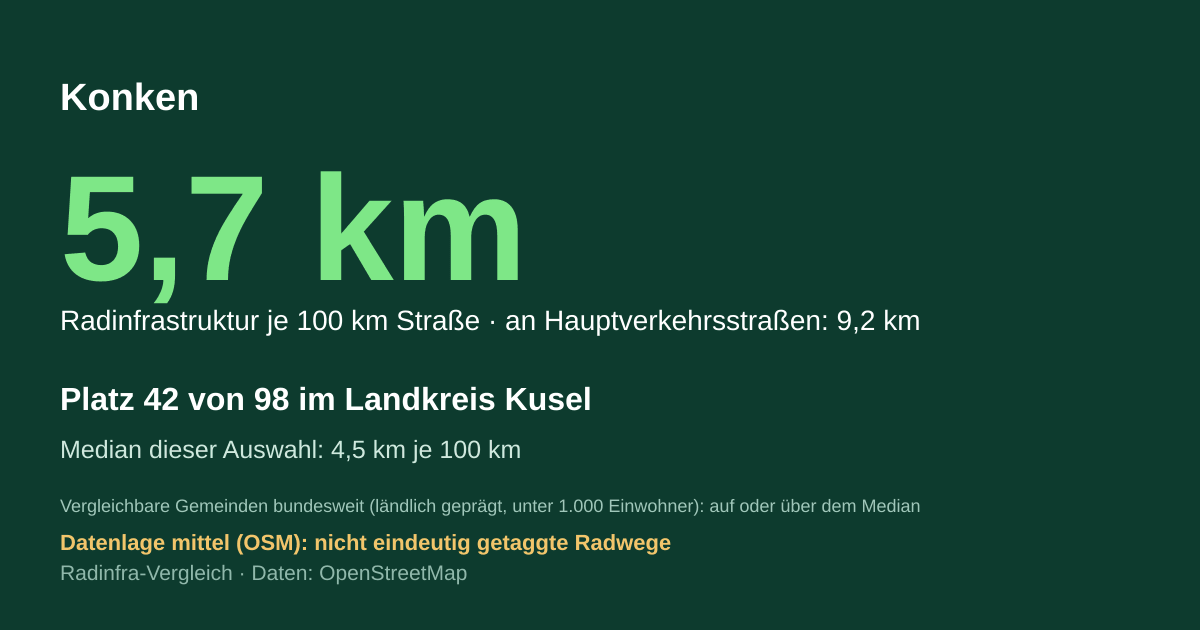 Konken
5,7 km
Radinfrastruktur je 100 km Straße · an Hauptverkehrsstraßen: 9,2 km
Platz 42 von 98 im Landkreis Kusel
Median dieser Auswahl: 4,5 km je 100 km
Vergleichbare Gemeinden bundesweit (ländlich geprägt, unter 1.000 Einwohner): auf oder über dem Median
Datenlage mittel (OSM): nicht eindeutig getaggte Radwege
Radinfra-Vergleich · Daten: OpenStreetMap